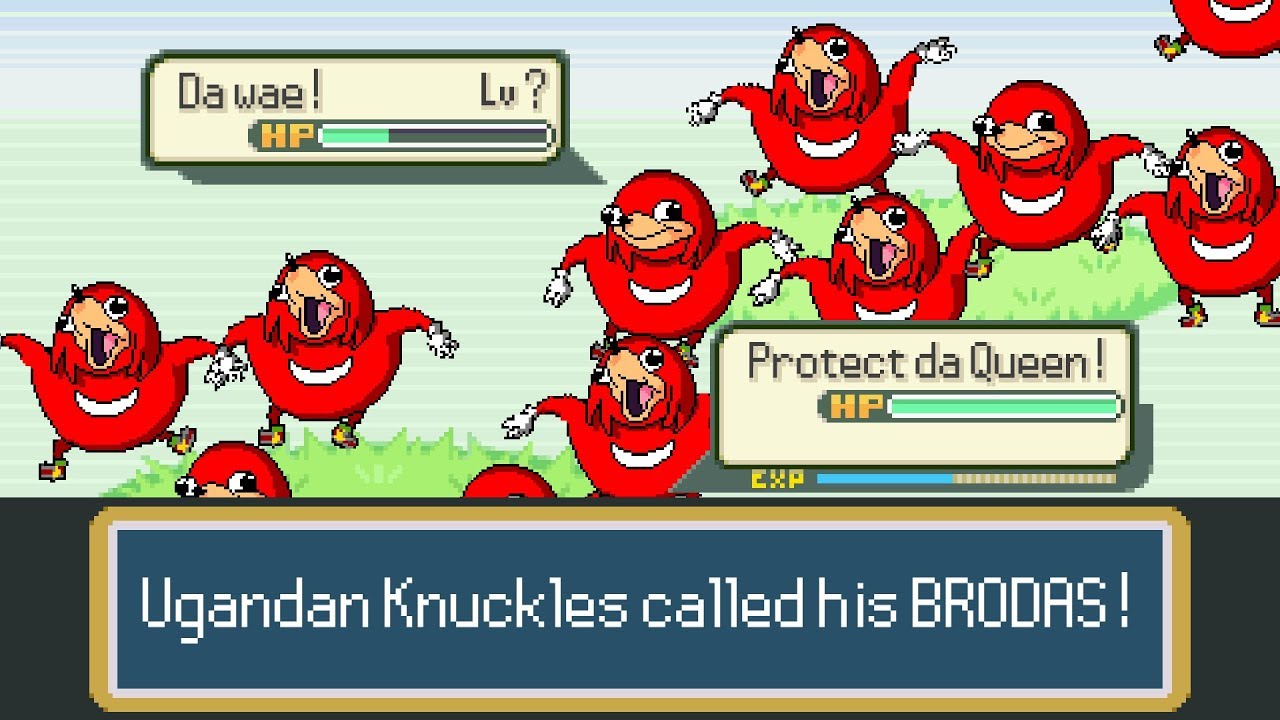 Da wae! Lv?
HP
Protect da Queen!
HP
EXP
Ugandan Knuckles called his BRODAS!